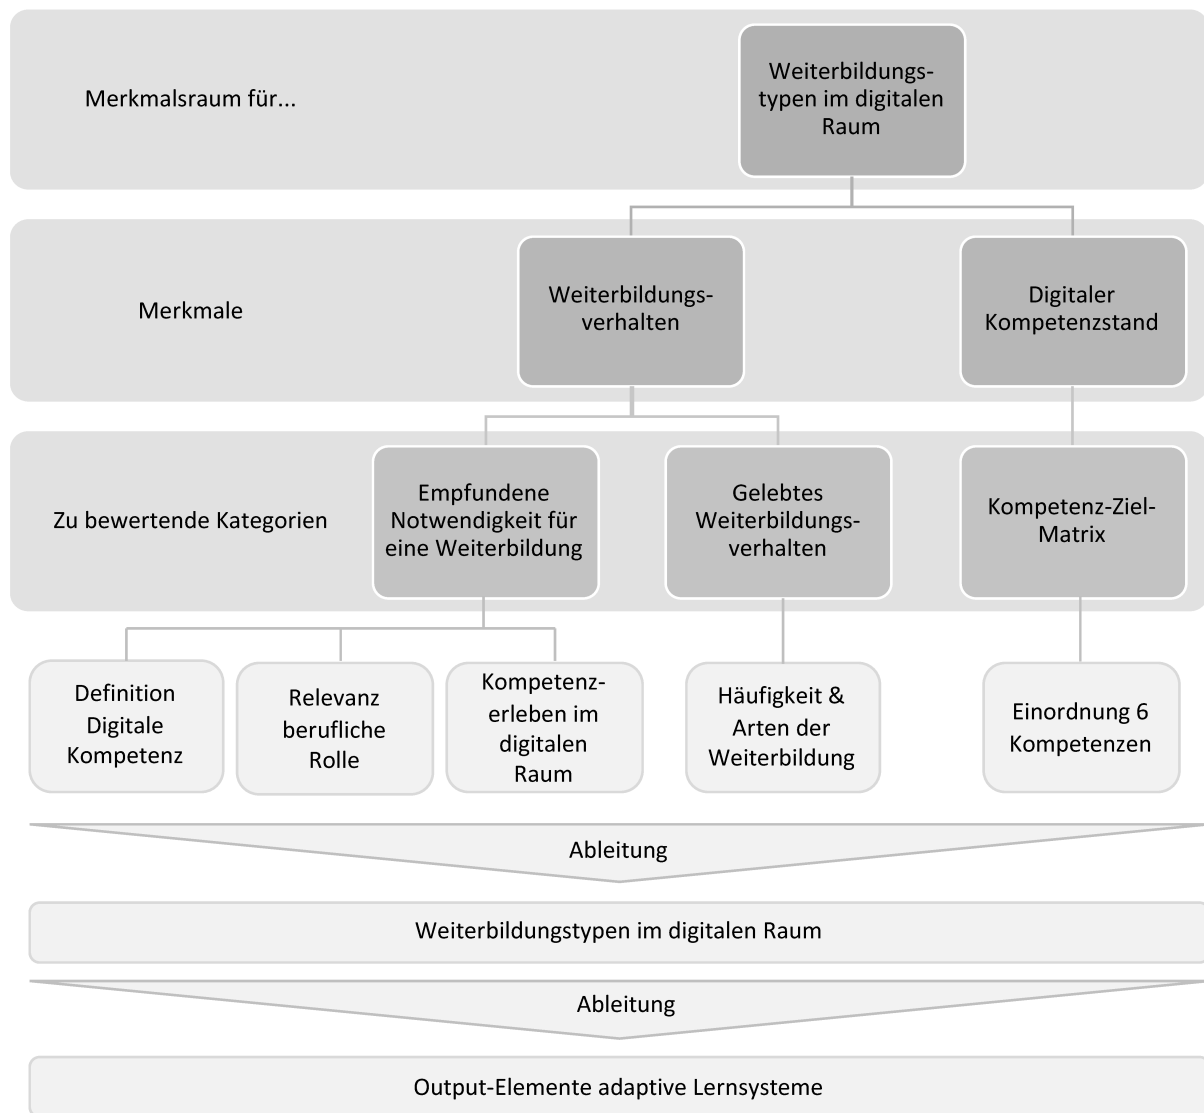 Merkmalsraum für...
Weiterbildungs-
typen im digitalen
Raum
Merkmale
Weiterbildungs-
verhalten
Digitaler
Kompetenzstand
Zu bewertende Kategorien
Empfundene
Notwendigkeit für
eine Weiterbildung
Gelebtes
Weiterbildungs-
verhalten
Kompetenz-Ziel-
Matrix
Definition
Digitale
Kompetenz
Relevanz
berufliche
Rolle
Kompetenz-
erleben im
digitalen
Raum
Häufigkeit &
Arten der
Weiterbildung
Einordnung 6
Kompetenzen
Ableitung
Weiterbildungstypen im digitalen Raum
Ableitung
Output-Elemente adaptive Lernsysteme